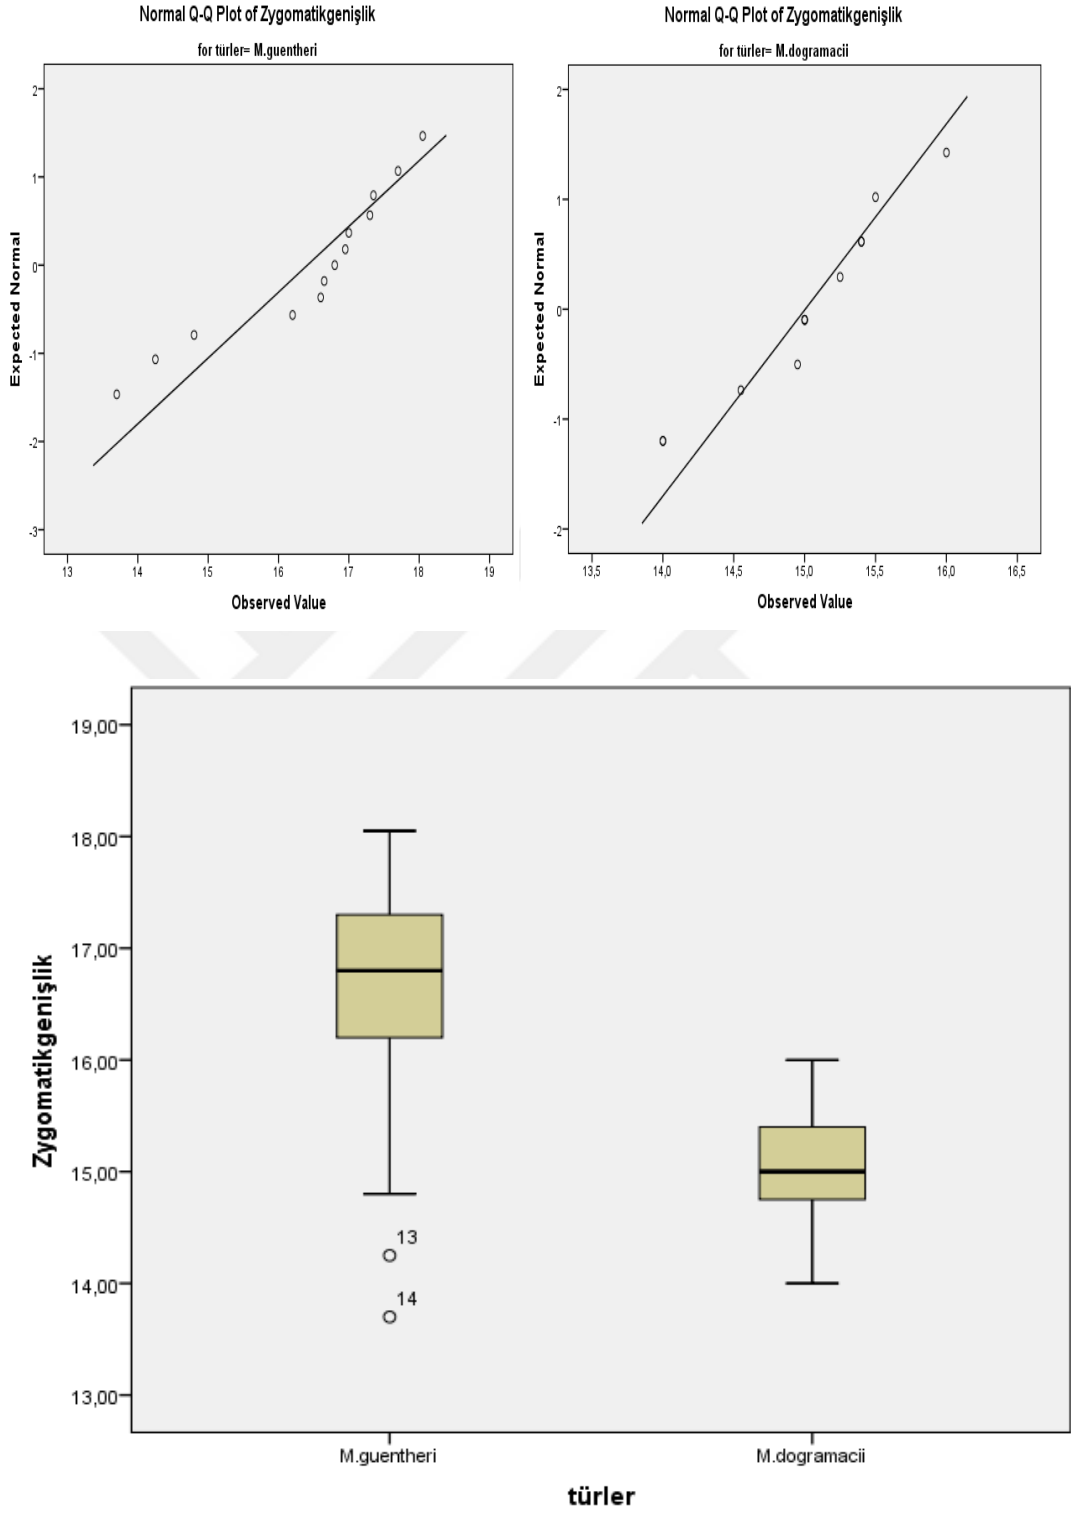 Normal Q-Q Plot of Zygomatikgenişlik
for türler= M.guentheri
Expected Normal
2
1
0
-1
-2
-3
13 14 15 16 17 18 19
Observed Value
Normal Q-Q Plot of Zygomatikgenişlik
for türler= M.dogramacii
Expected Normal
2
1
0
-1
-2
13,5 14,0 14,5 15,0 15,5 16,0 16,5
Observed Value
Zygomatikgenişlik
19,00
18,00
17,00
16,00
15,00
14,00
13,00
13
14
M.guentheri M.dogramacii
türler